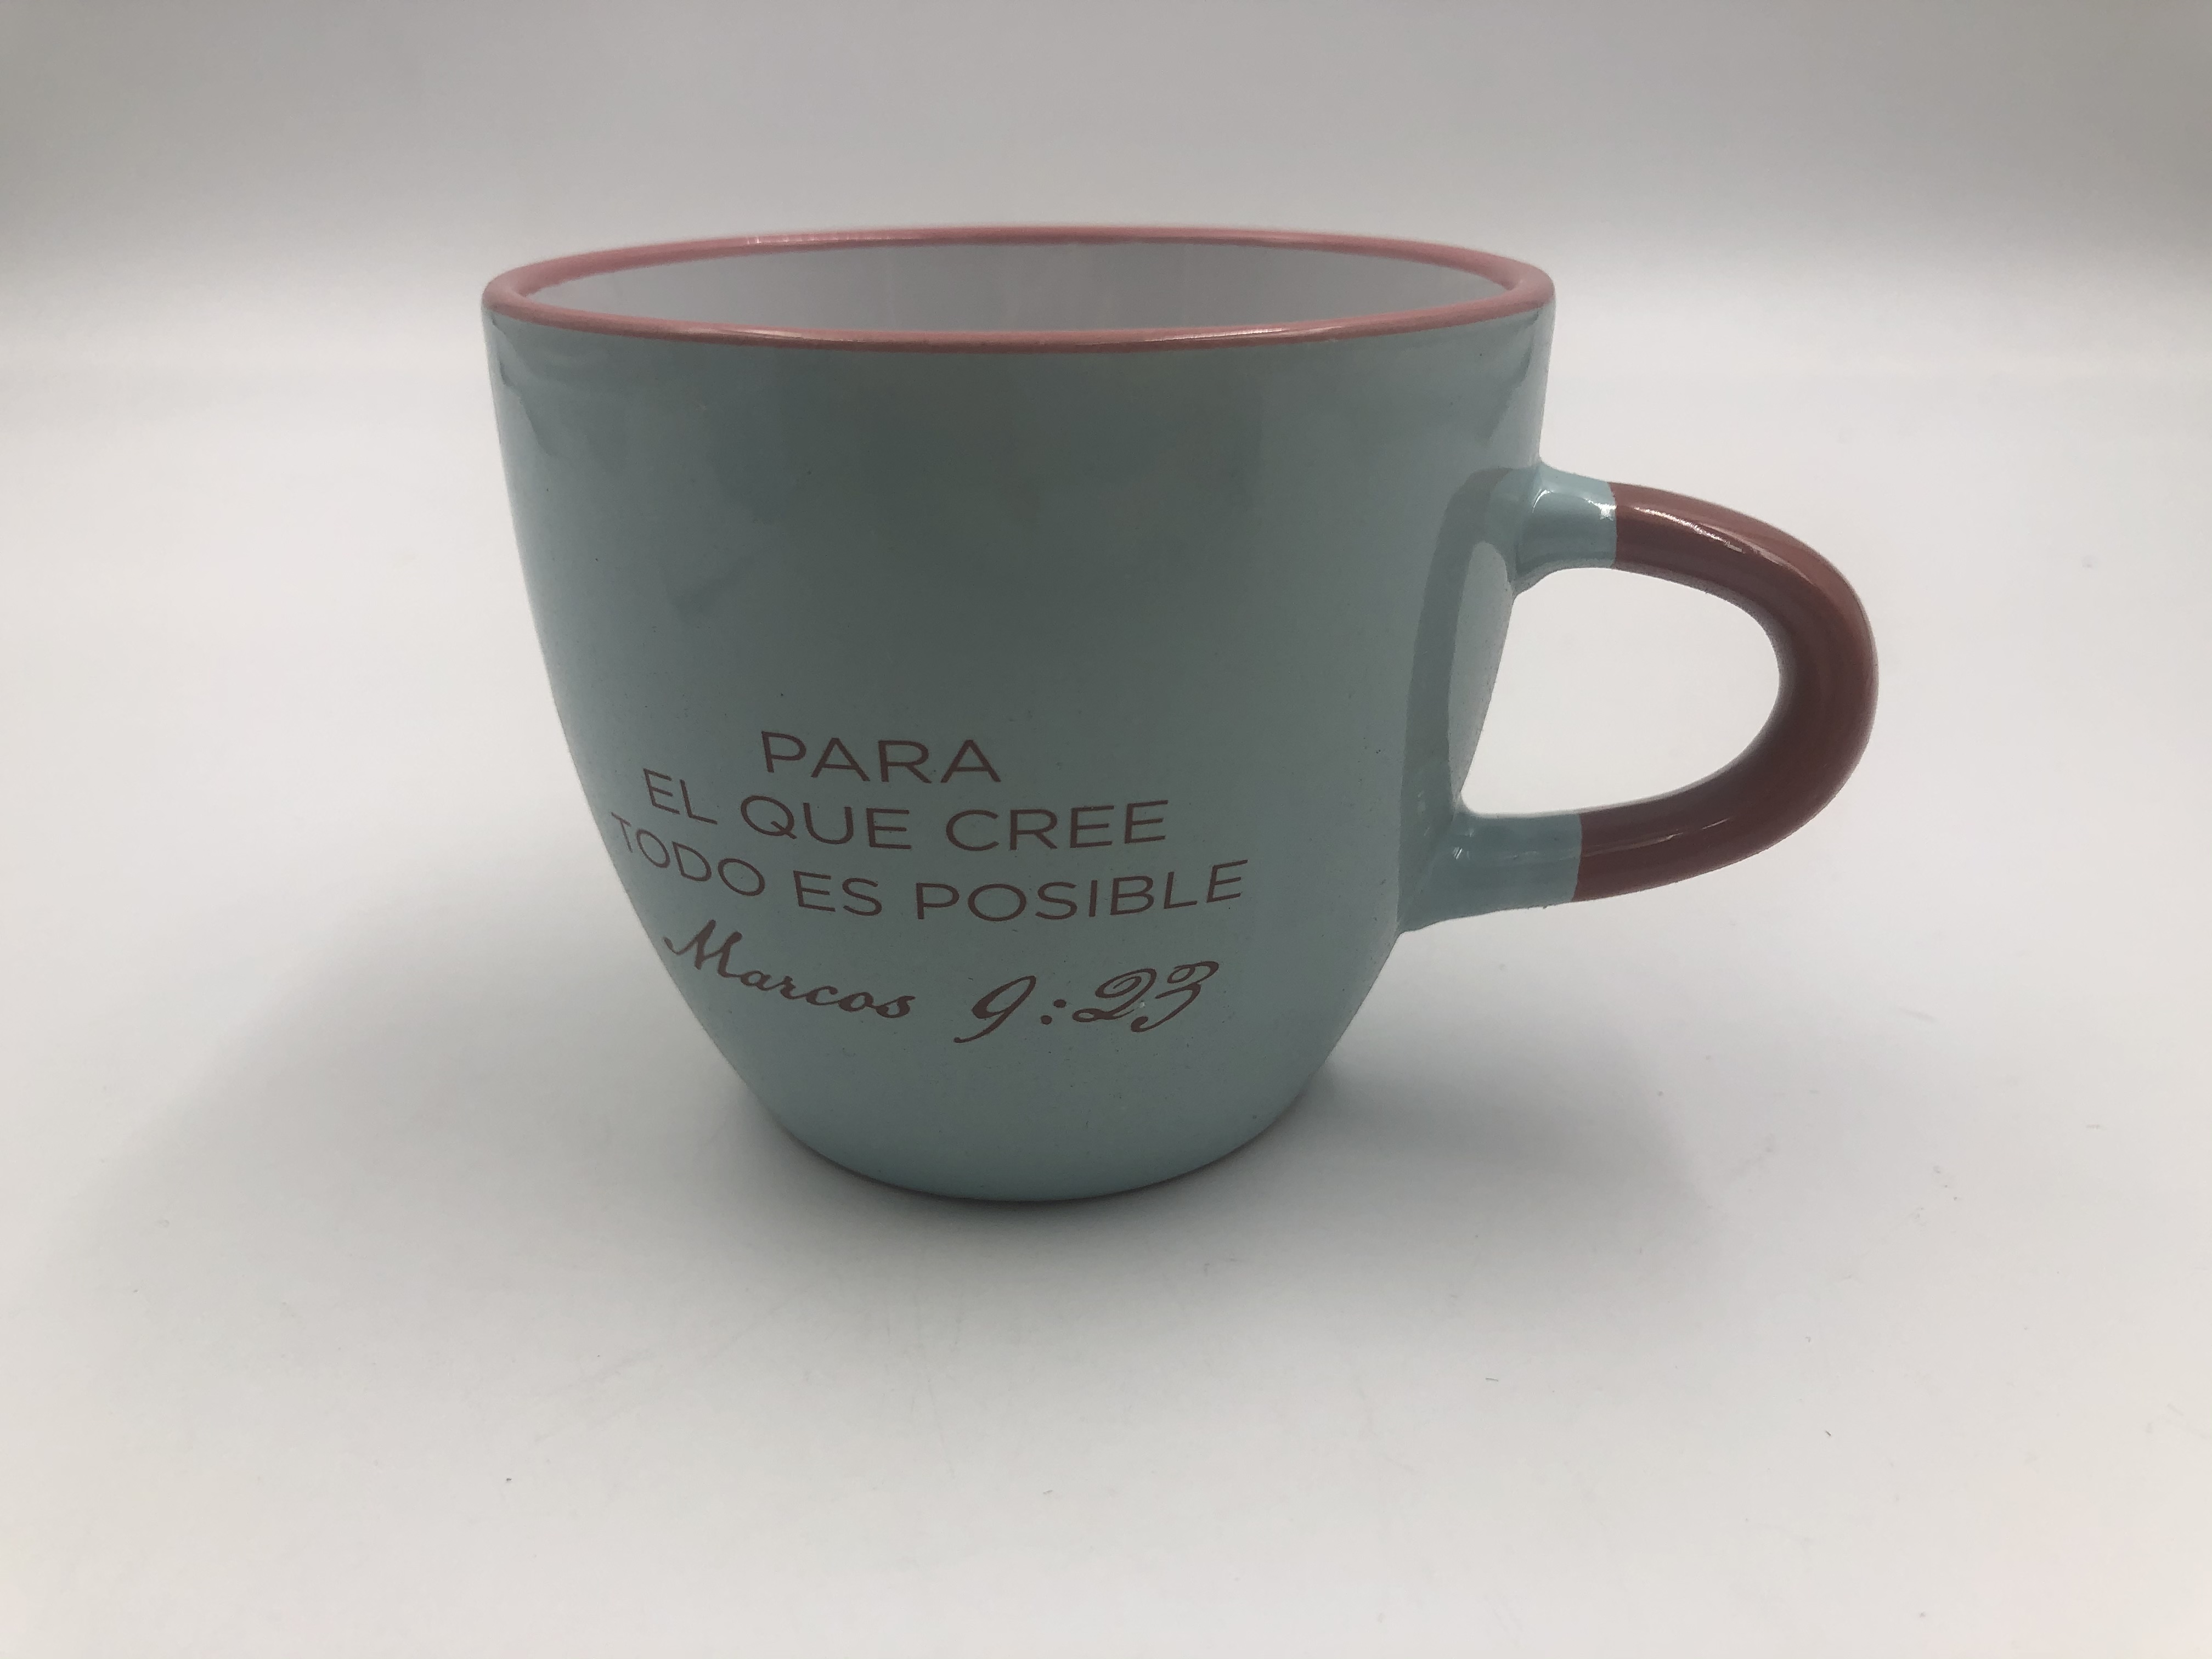 PARA
EL QUE CREE
TODO ES POSIBLE
Marcos 9:23